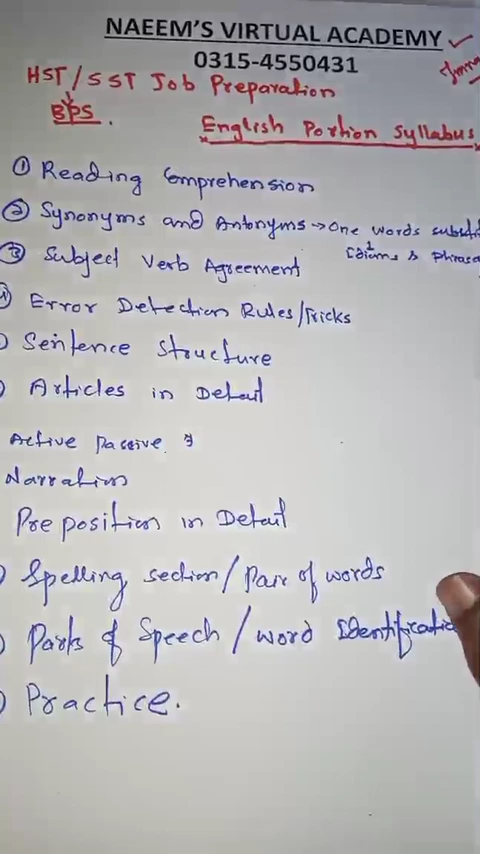 NAEEM'S VIRTUAL ACADEMY
0315-4550431
HST/SST Job Preparation
BPS.
English Portion Syllabus
① Reading Comprehension
② Synonyms and Antonyms → One words
Idioms & Phrase
③ Subject Verb Agreement
Error Detection Rules/Tricks
Sentence Structure
Articles in Detail
Active Passive &
Narration
Preposition in Detail
Spelling section/Pair of words
Parts of Speech/word Identificatio
Practice.